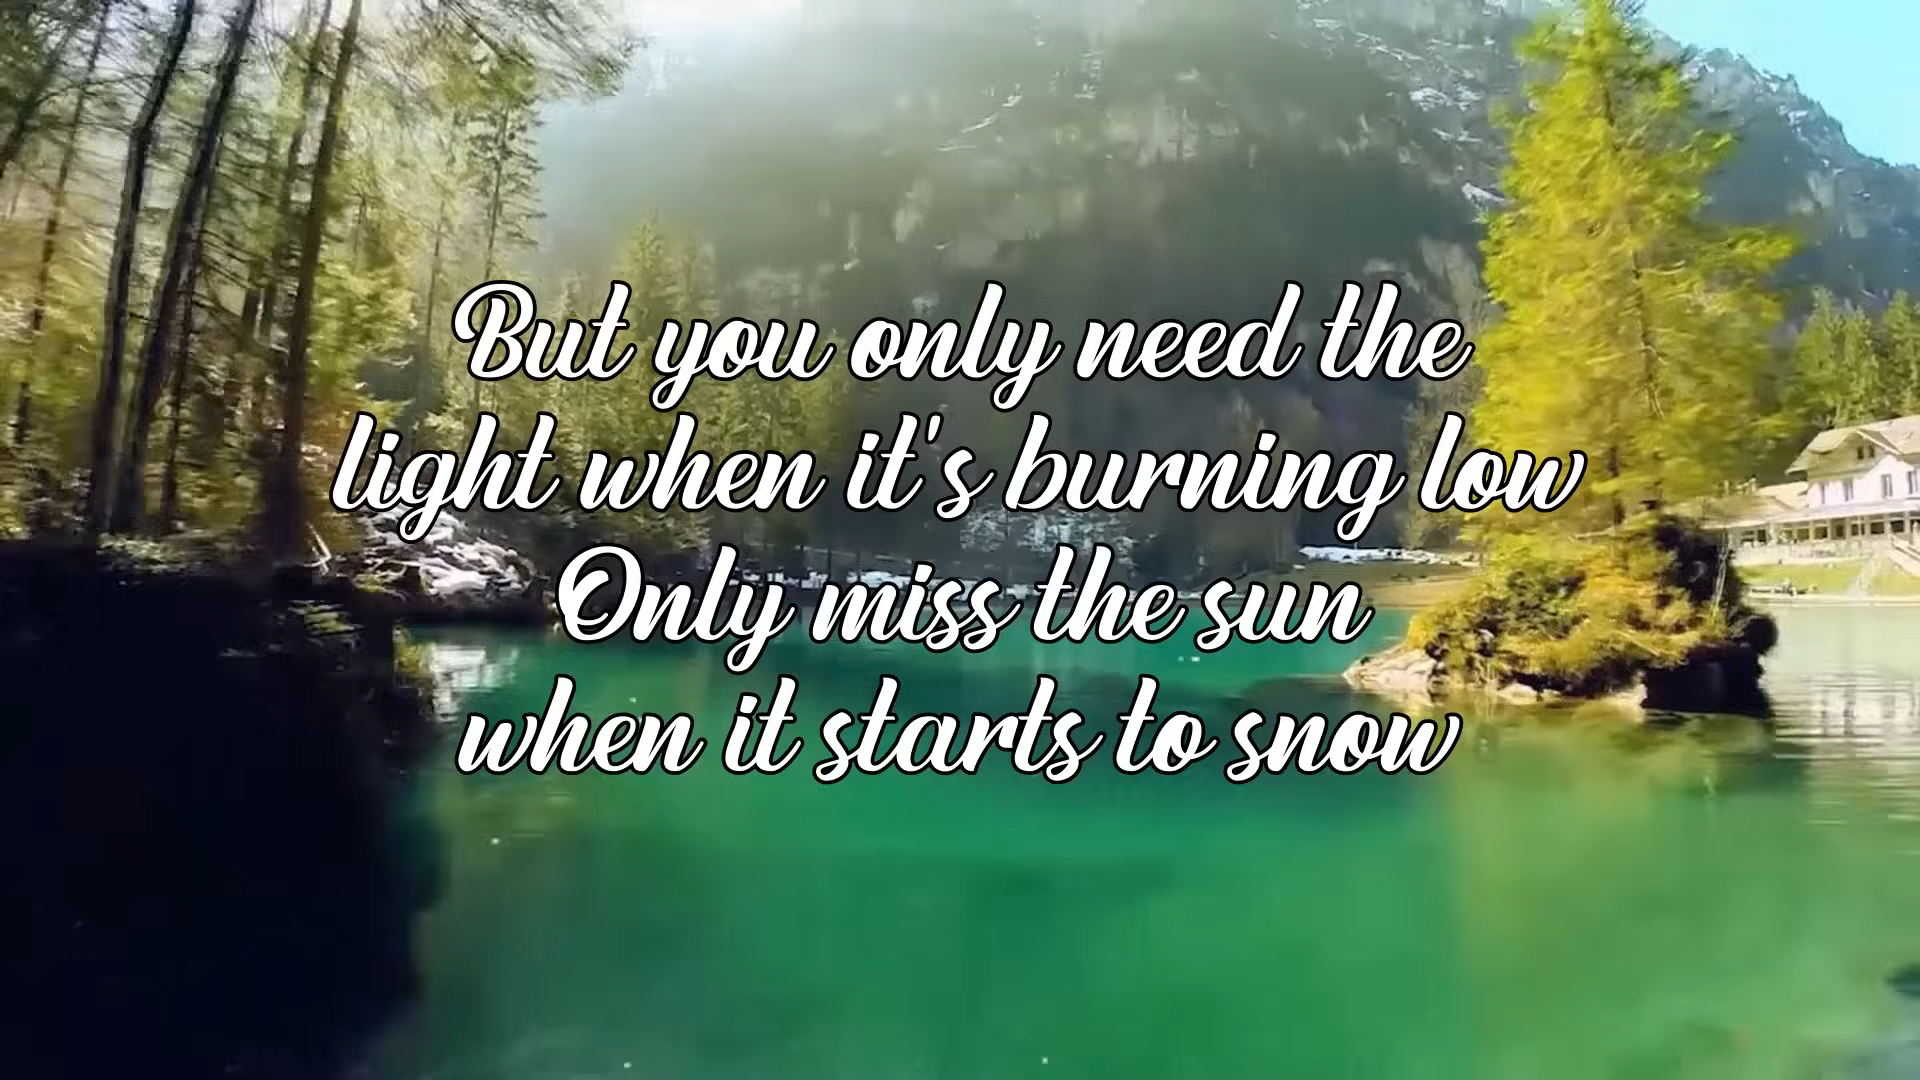 But you only need the
light when it's burning low
Only miss the sun
when it starts to snow